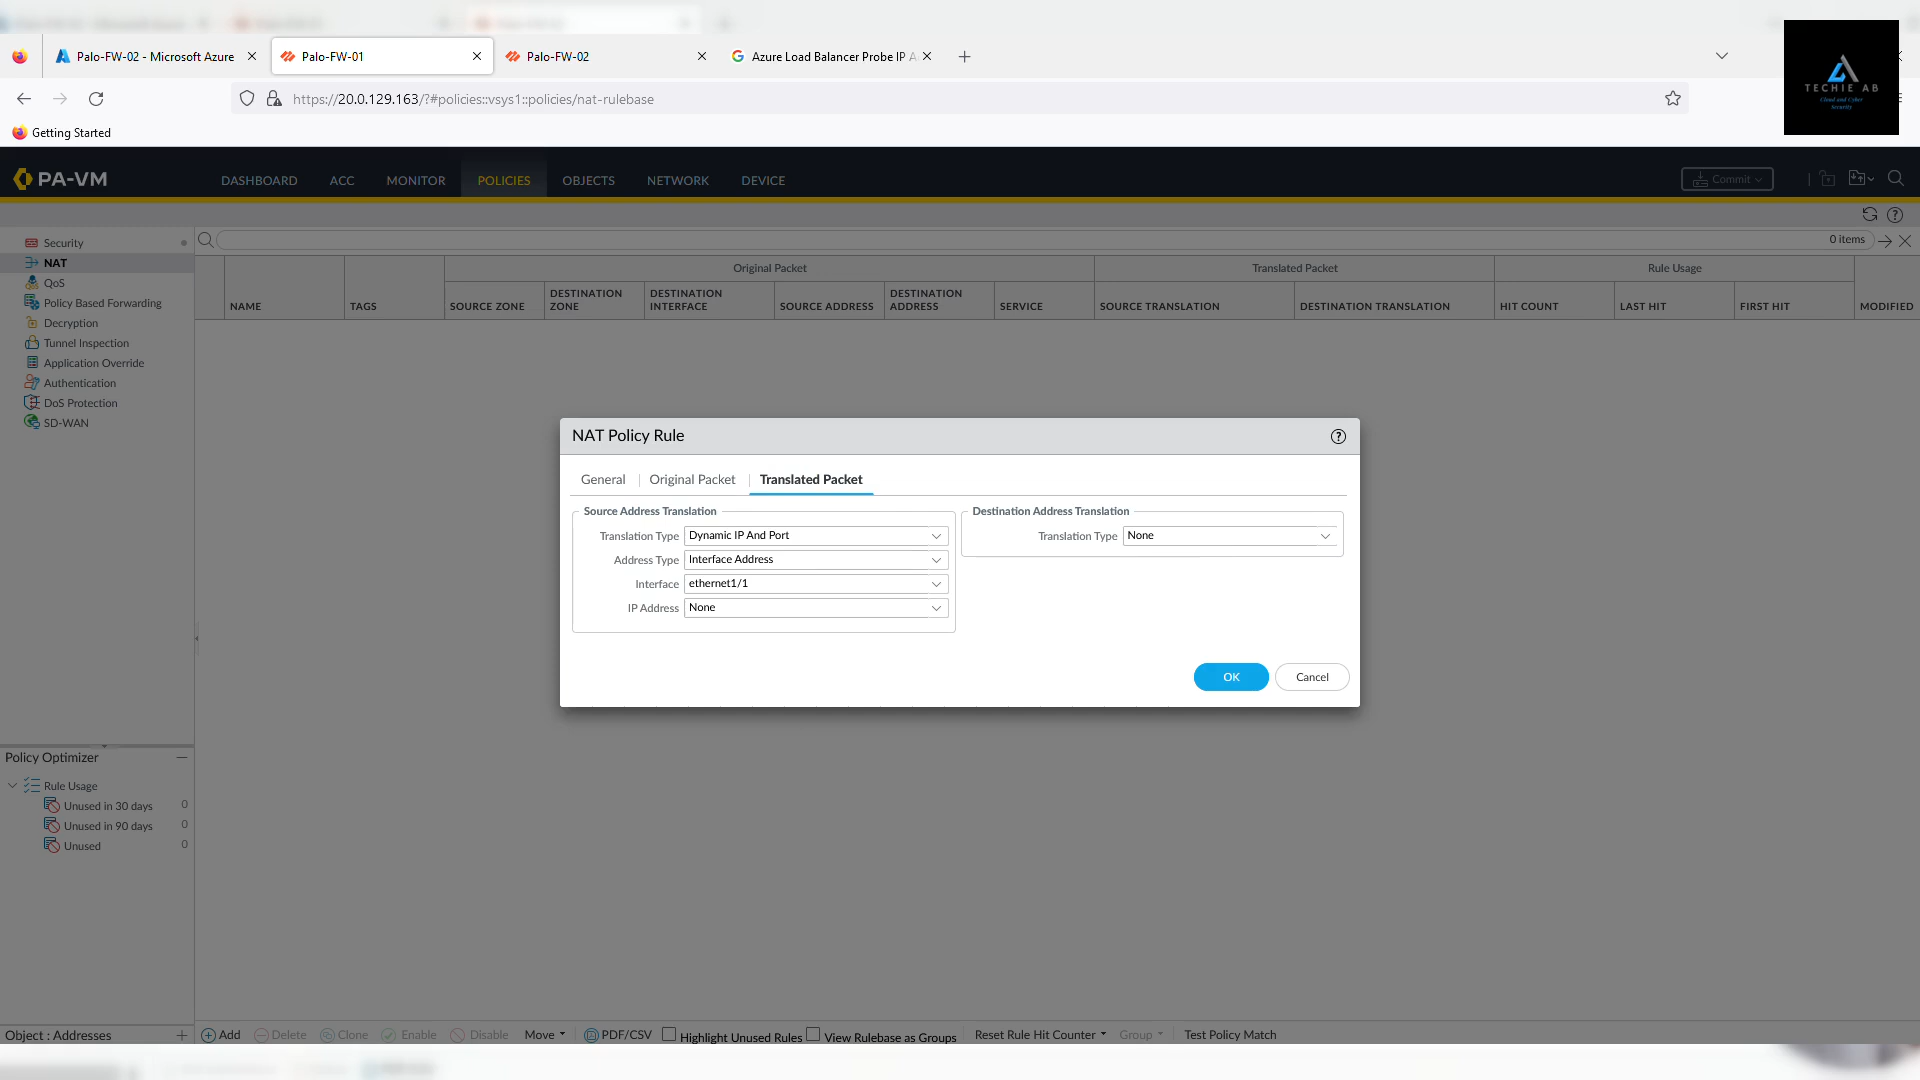 Palo-FW-02 - Microsoft Azure
Palo-FW-01
Palo-FW-02
Azure Load Balancer Probe IP A
https://20.0.129.163/?#policies::vsys1::policies/nat-rulebase
TECHIE AB
Cloud and Cyber
Security
Getting Started
PA-VM
DASHBOARD
ACC
MONITOR
POLICIES
OBJECTS
NETWORK
DEVICE
Commit
Security
NAT
QoS
Policy Based Forwarding
Decryption
Tunnel Inspection
Application Override
Authentication
DoS Protection
SD-WAN
0 items
Original Packet
Translated Packet
Rule Usage
NAME
TAGS
SOURCE ZONE
DESTINATION
ZONE
DESTINATION
INTERFACE
SOURCE ADDRESS
DESTINATION
ADDRESS
SERVICE
SOURCE TRANSLATION
DESTINATION TRANSLATION
HIT COUNT
LAST HIT
FIRST HIT
MODIFIED
NAT Policy Rule
General
Original Packet
Translated Packet
Source Address Translation
Translation Type
Dynamic IP And Port
Address Type
Interface Address
Interface
ethernet1/1
IP Address
None
Destination Address Translation
Translation Type
None
OK
Cancel
Policy Optimizer
Rule Usage
Unused in 30 days 0
Unused in 90 days 0
Unused 0
Object : Addresses
Add
Delete
Clone
Enable
Disable
Move
PDF/CSV
Highlight Unused Rules
View Rulebase as Groups
Reset Rule Hit Counter
Group
Test Policy Match